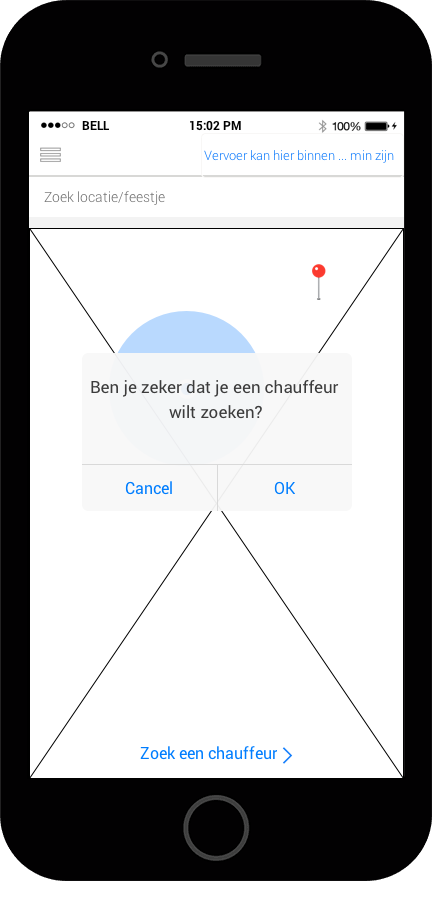 BELL 15:02 PM 100%
Vervoer kan hier binnen ... min zijn
Zoek locatie/feestje
Ben je zeker dat je een chauffeur
wilt zoeken?
Cancel OK
Zoek een chauffeur